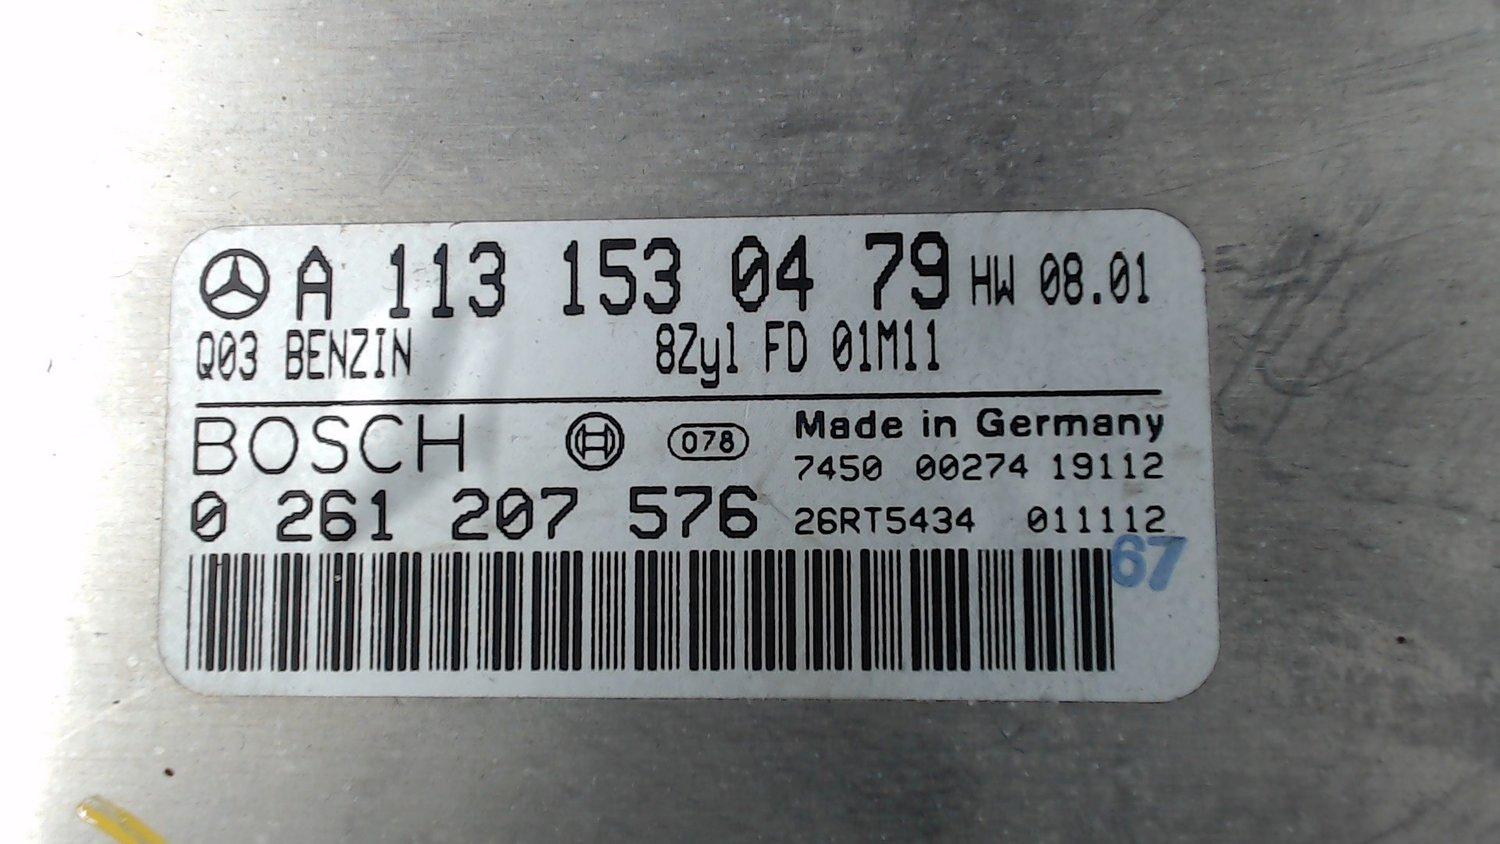 A 113 153 04 79 HW 08.01
Q03 BENZIN 8Zyl FD 01M11
BOSCH H 078 Made in Germany
7450 00274 19112
0 261 207 576 26RT5434 011112
67